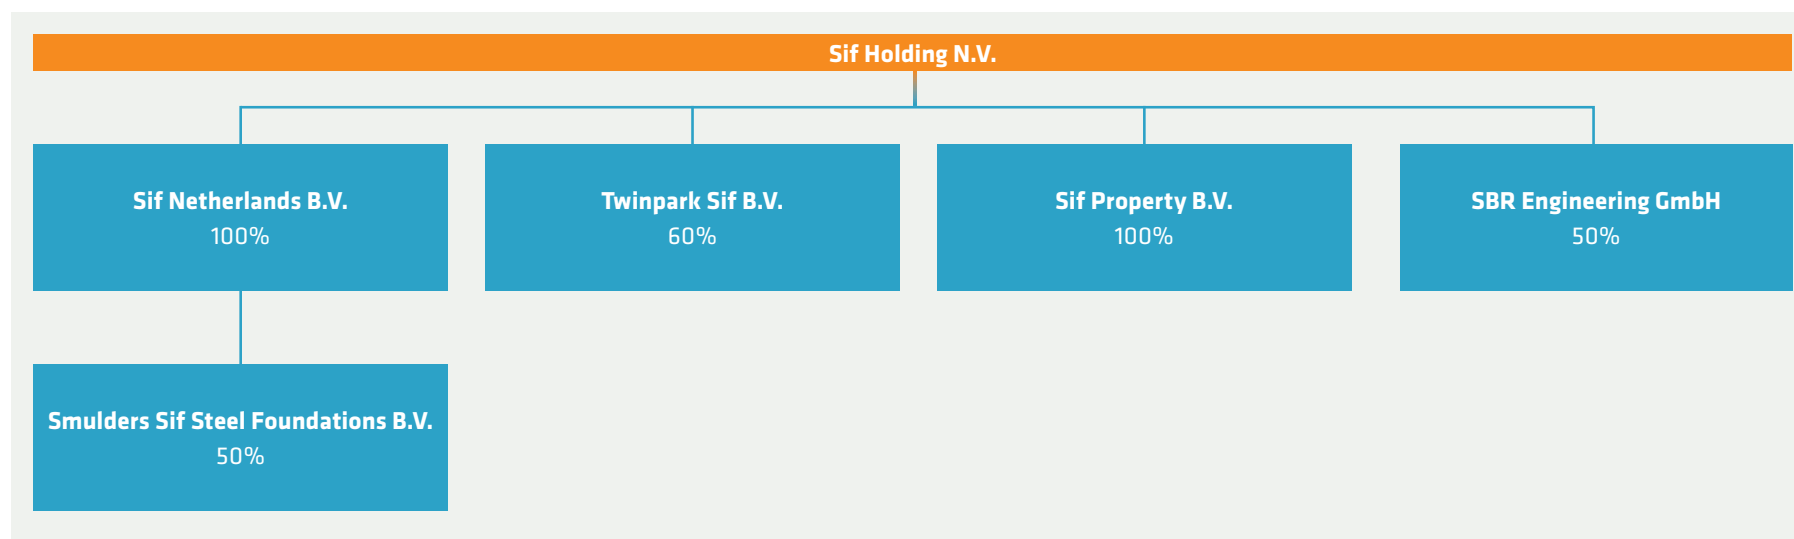 Sif Holding N.V.
Sif Netherlands B.V.
100%
Twinpark Sif B.V.
60%
Sif Property B.V.
100%
SBR Engineering GmbH
50%
Smulders Sif Steel Foundations B.V.
50%